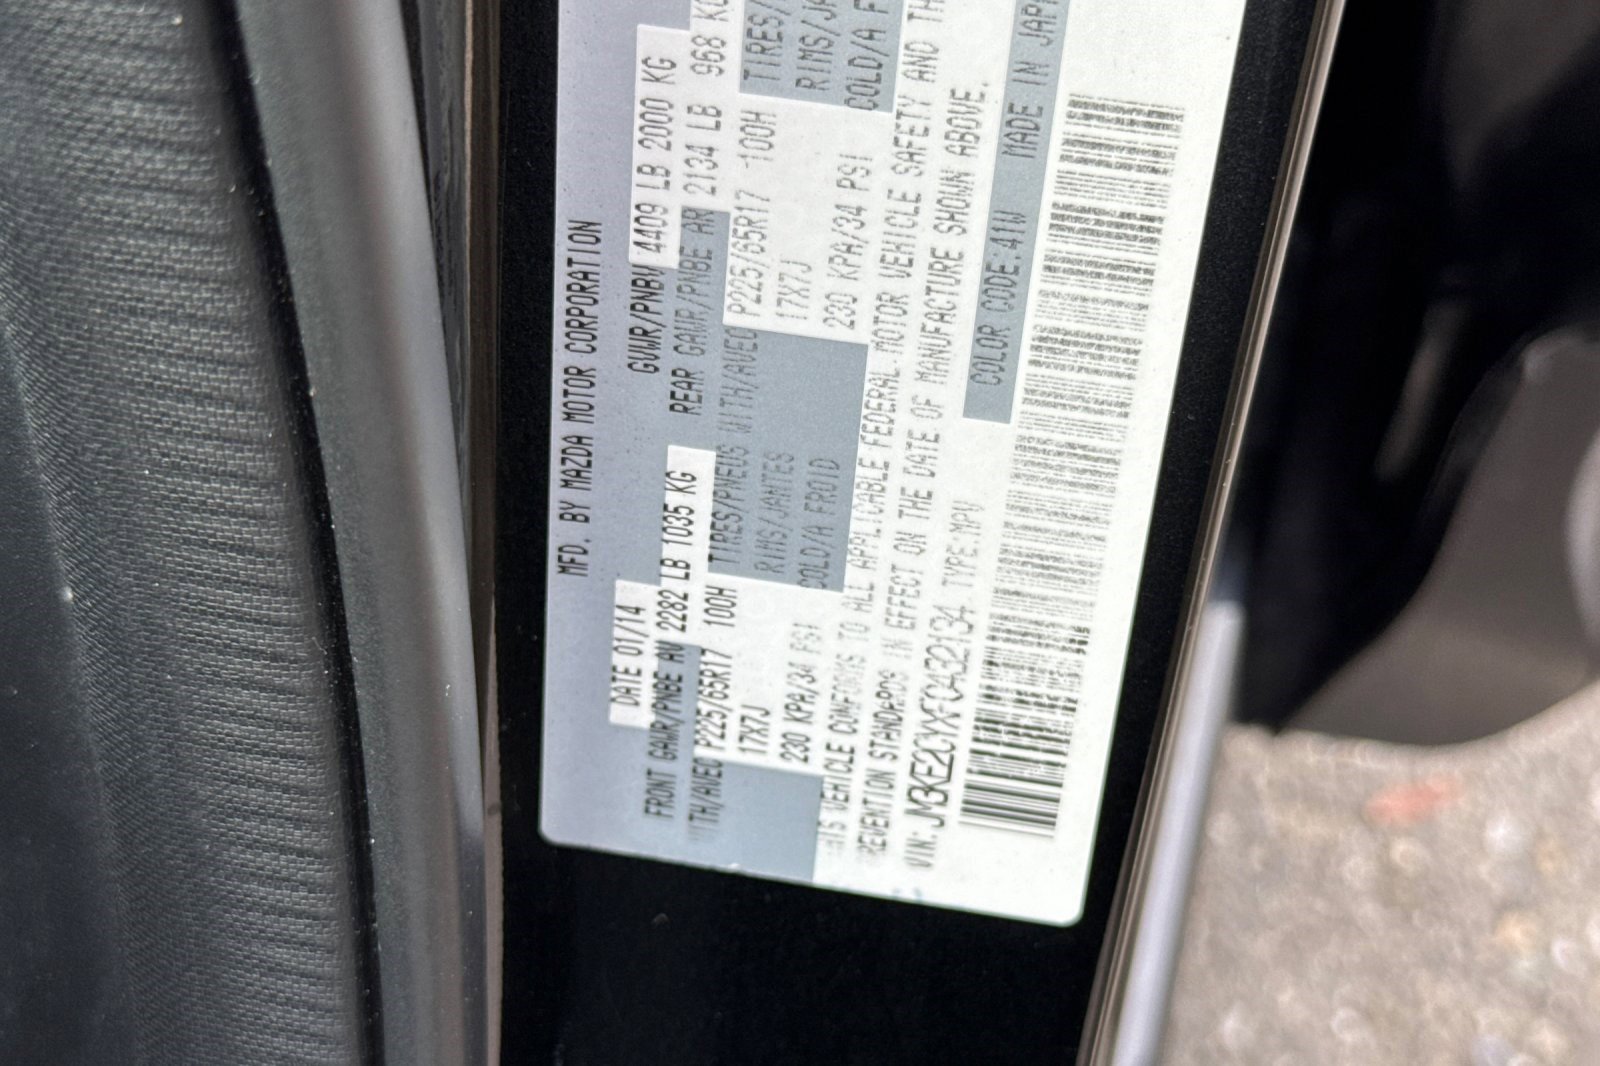 MFD. BY MAZDA MOTOR CORPORATION
DATE 01/14 GVWR/PNBV 4409 LB 2000 KG
FRONT GAWR/PNBE AV 2282 LB 1035 KG REAR GAWR/PNBE AR 2134 LB 968 KG
WITH/AVEC P225/65R17 100H TIRES/PNEUS WITH/AVEC P225/65R17 100H TIRES/
17X7J RIMS/JANTES 17X7J RIMS/JA
230 KPA/34 PSI COLD/A FROID 230 KPA/34 PSI COLD/A F
THIS VEHICLE CONFORMS TO ALL APPLICABLE FEDERAL MOTOR VEHICLE SAFETY AND TH
PREVENTION STANDARDS IN EFFECT ON THE DATE OF MANUFACTURE SHOWN ABOVE.
VIN:JM3KE2CYXF0432134 TYPE:MPV COLOR CODE:41W MADE IN JAPA